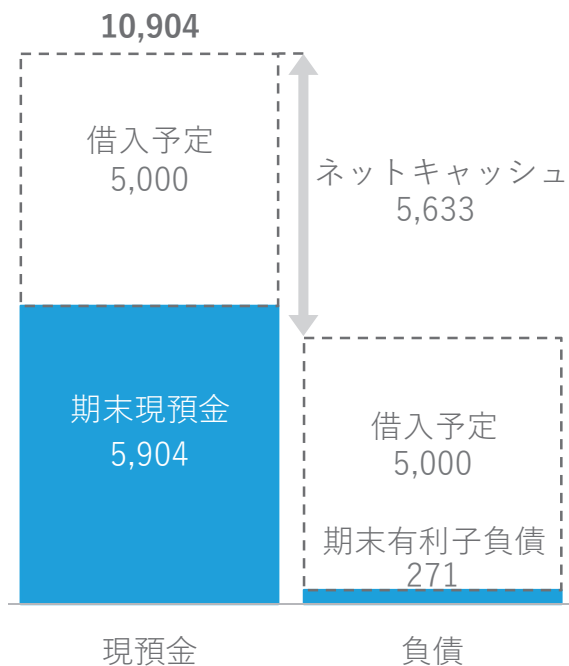 10,904
借入予定
5,000
ネットキャッシュ
5,633
期末現預金
5,904
借入予定
5,000
期末有利子負債
271
現預金
負債